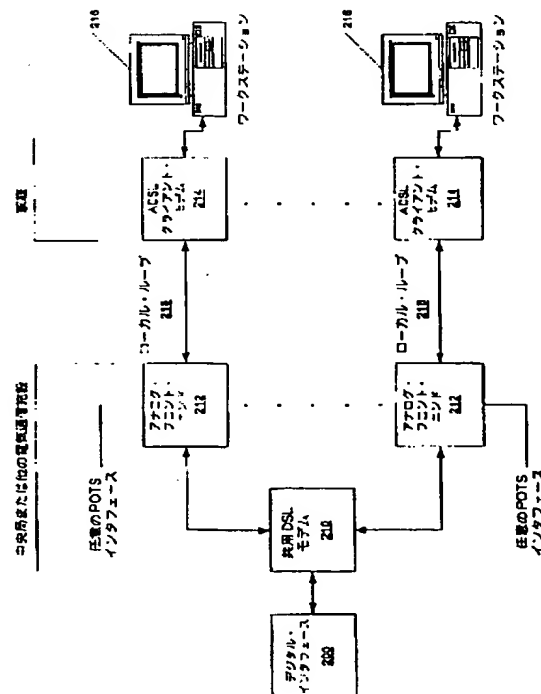 家庭
中央局または他の電気通信施設
任意のPOTS
インタフェース
216
ワークステーション
ADSL
クライアント・
モデム
214
ローカル・ループ
218
アナログ・
フロント・
エンド
212
216
ワークステーション
ADSL
クライアント・
モデム
214
ローカル・ループ
218
アナログ・
フロント・
エンド
212
共用DSL
モデム
210
デジタル・
インタフェース
200
任意のPOTS
インタフェース